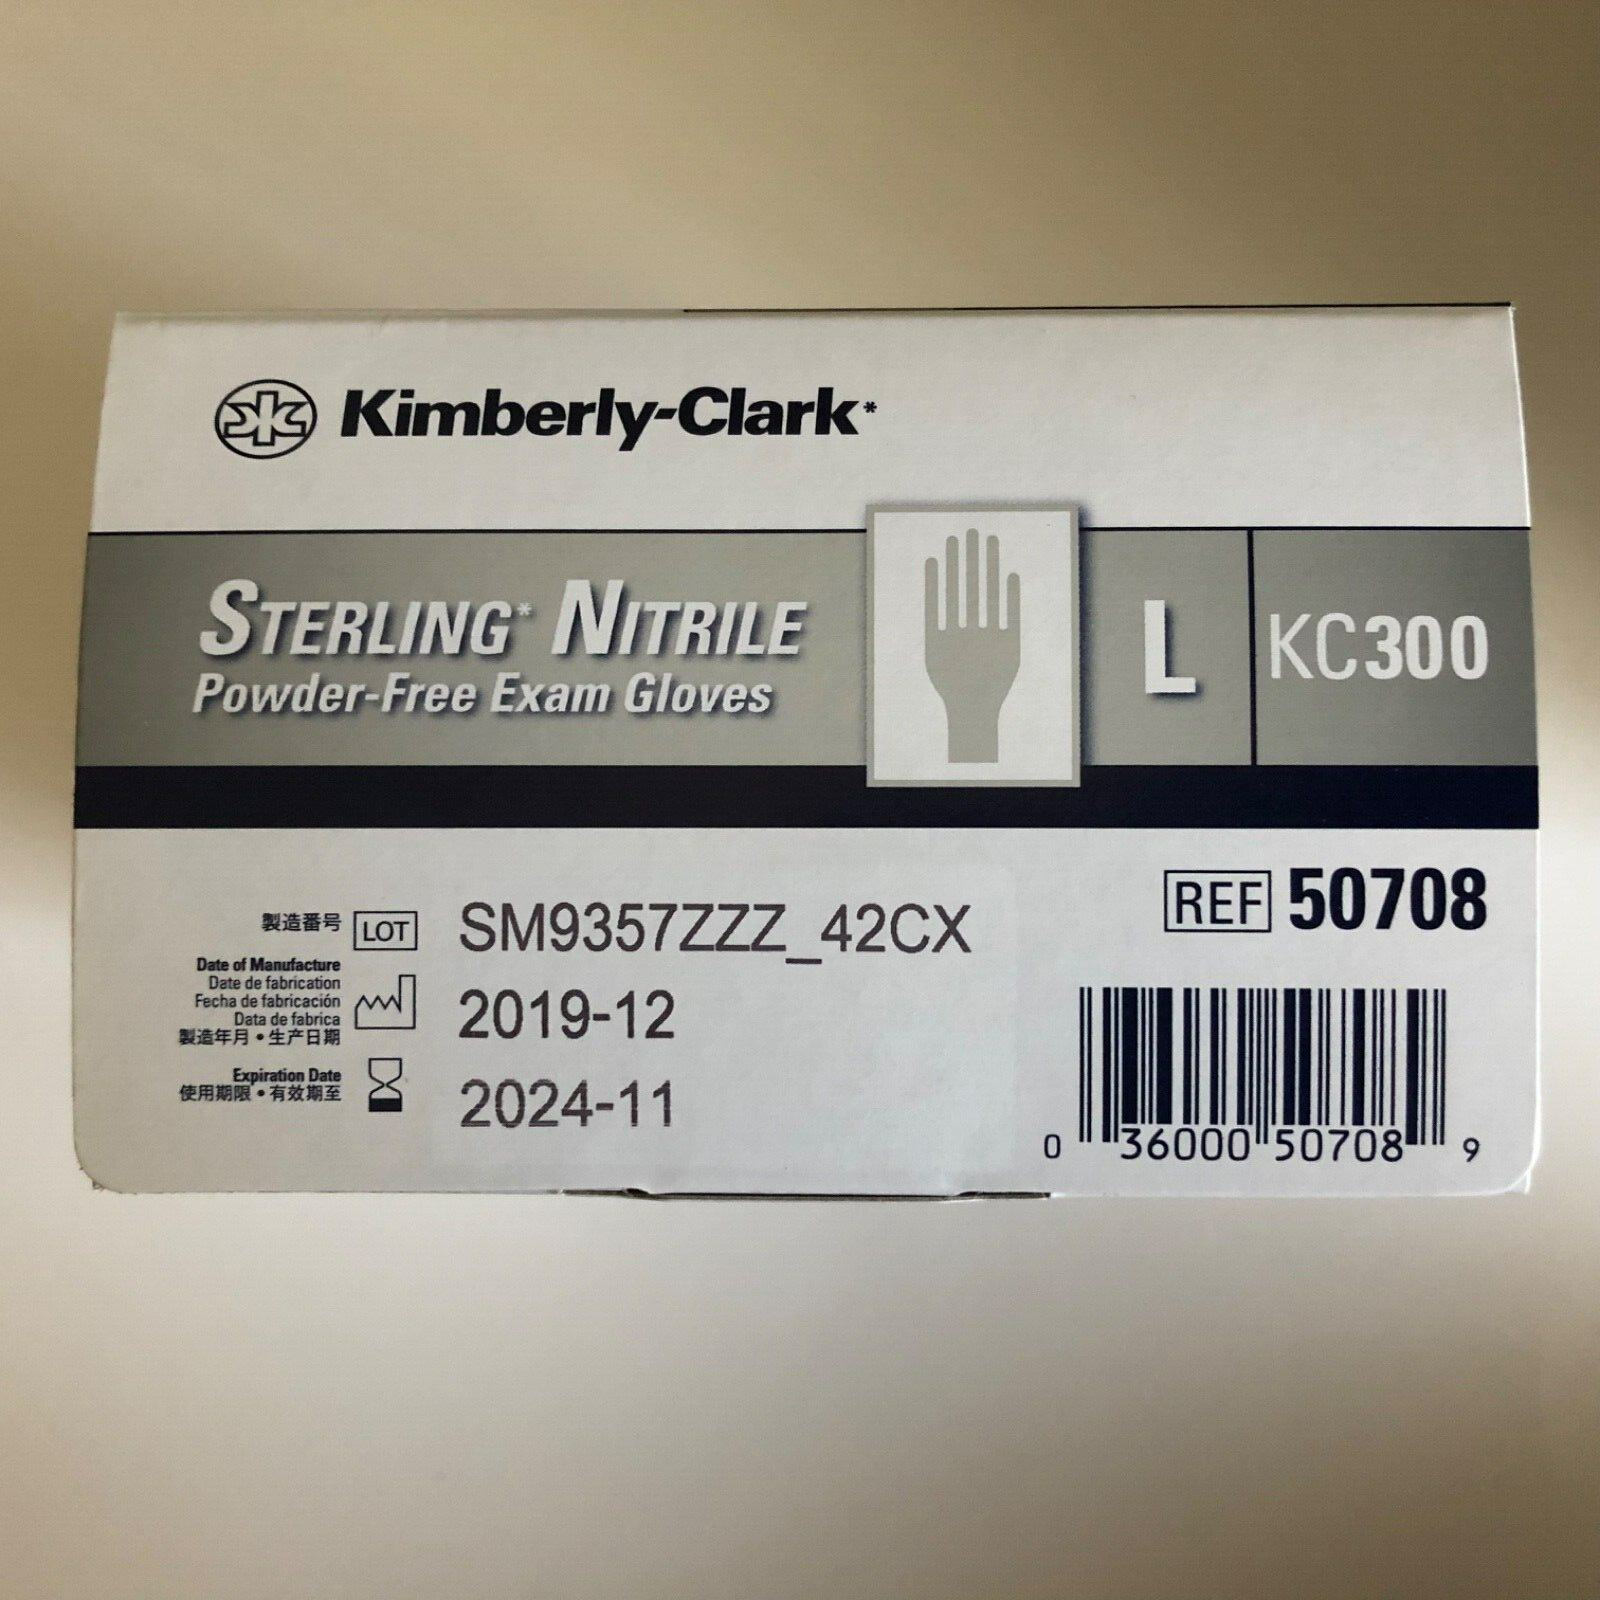 Kimberly-Clark*
STERLING* NITRILE
Powder-Free Exam Gloves
L
KC300
REF 50708
製造番号 LOT SM9357ZZZ_42CX
Date of Manufacture
Date de fabrication
Fecha de fabricación
Data de fabrica
製造年月・生产日期
2019-12
Expiration Date
使用期限・有效期至
2024-11
0 36000 50708 9